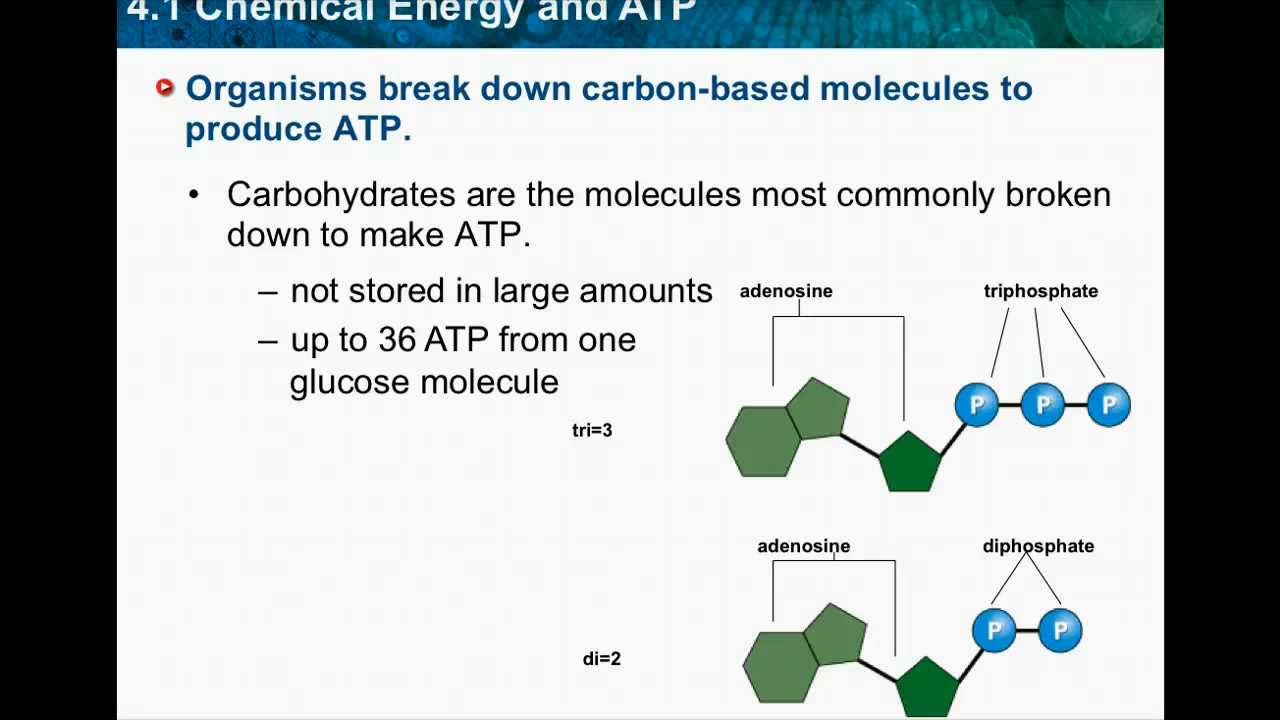 4.1 Chemical Energy and ATP
Organisms break down carbon-based molecules to
produce ATP.
• Carbohydrates are the molecules most commonly broken
down to make ATP.
– not stored in large amounts
– up to 36 ATP from one
glucose molecule
adenosine
triphosphate
P P P
tri=3
adenosine
diphosphate
P P
di=2